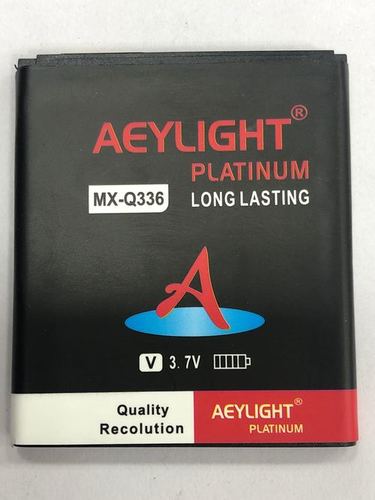 AEYLIGHT®
PLATINUM
MX-Q336 LONG LASTING
A
V 3.7V
Quality
Recolution
AEYLIGHT®
PLATINUM